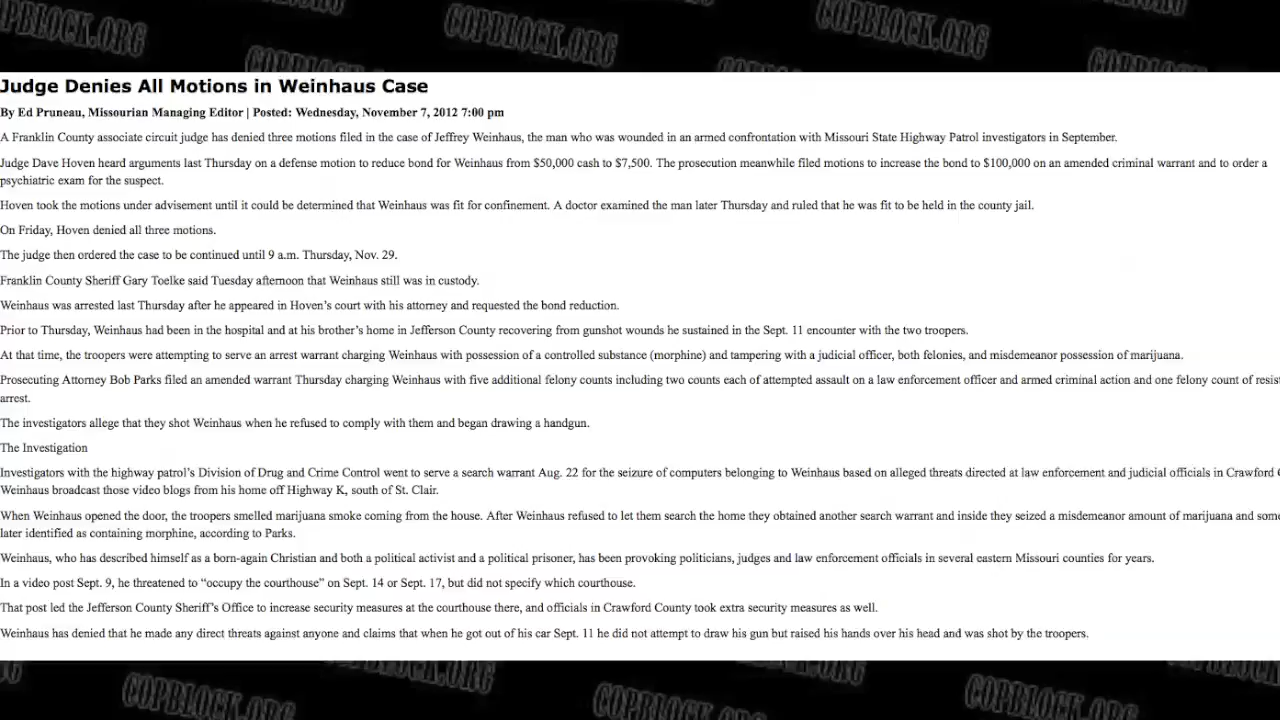 COPBLOCK.ORG
COPBLOCK.ORG
COPBLOCK.ORG
Judge Denies All Motions in Weinhaus Case
By Ed Pruneau, Missourian Managing Editor | Posted: Wednesday, November 7, 2012 7:00 pm
A Franklin County associate circuit judge has denied three motions filed in the case of Jeffrey Weinhaus, the man who was wounded in an armed confrontation with Missouri State Highway Patrol investigators in September.
Judge Dave Hoven heard arguments last Thursday on a defense motion to reduce bond for Weinhaus from $50,000 cash to $7,500. The prosecution meanwhile filed motions to increase the bond to $100,000 on an amended criminal warrant and to order a
psychiatric exam for the suspect.
Hoven took the motions under advisement until it could be determined that Weinhaus was fit for confinement. A doctor examined the man later Thursday and ruled that he was fit to be held in the county jail.
On Friday, Hoven denied all three motions.
The judge then ordered the case to be continued until 9 a.m. Thursday, Nov. 29.
Franklin County Sheriff Gary Toelke said Tuesday afternoon that Weinhaus still was in custody.
Weinhaus was arrested last Thursday after he appeared in Hoven's court with his attorney and requested the bond reduction.
Prior to Thursday, Weinhaus had been in the hospital and at his brother's home in Jefferson County recovering from gunshot wounds he sustained in the Sept. 11 encounter with the two troopers.
At that time, the troopers were attempting to serve an arrest warrant charging Weinhaus with possession of a controlled substance (morphine) and tampering with a judicial officer, both felonies, and misdemeanor possession of marijuana.
Prosecuting Attorney Bob Parks filed an amended warrant Thursday charging Weinhaus with five additional felony counts including two counts each of attempted assault on a law enforcement officer and armed criminal action and one felony count of resist
arrest.
The investigators allege that they shot Weinhaus when he refused to comply with them and began drawing a handgun.
The Investigation
Investigators with the highway patrol's Division of Drug and Crime Control went to serve a search warrant Aug. 22 for the seizure of computers belonging to Weinhaus based on alleged threats directed at law enforcement and judicial officials in Crawford
Weinhaus broadcast those video blogs from his home off Highway K, south of St. Clair.
When Weinhaus opened the door, the troopers smelled marijuana smoke coming from the house. After Weinhaus refused to let them search the home they obtained another search warrant and inside they seized a misdemeanor amount of marijuana and some
later identified as containing morphine, according to Parks.
Weinhaus, who has described himself as a born-again Christian and both a political activist and a political prisoner, has been provoking politicians, judges and law enforcement officials in several eastern Missouri counties for years.
In a video post Sept. 9, he threatened to “occupy the courthouse” on Sept. 14 or Sept. 17, but did not specify which courthouse.
That post led the Jefferson County Sheriff's Office to increase security measures at the courthouse there, and officials in Crawford County took extra security measures as well.
Weinhaus has denied that he made any direct threats against anyone and claims that when he got out of his car Sept. 11 he did not attempt to draw his gun but raised his hands over his head and was shot by the troopers.
COPBLOCK.ORG
COPBLOCK.ORG
COPBLOCK.ORG